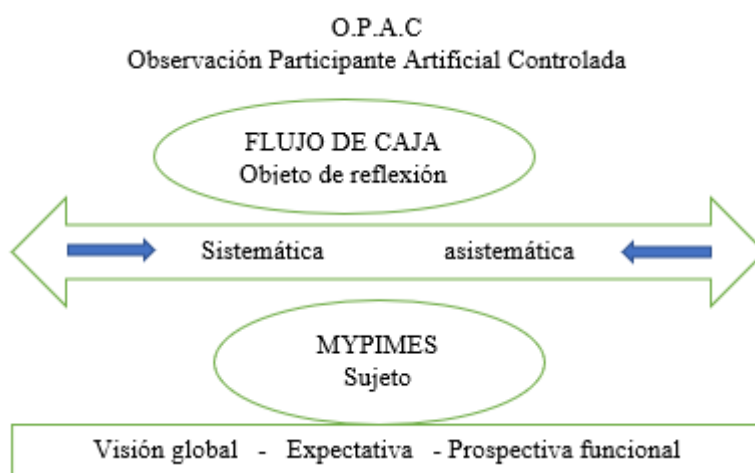 O.P.A.C
Observación Participante Artificial Controlada
FLUJO DE CAJA
Objeto de reflexión
Sistemática asistemática
MYPIMES
Sujeto
Visión global - Expectativa - Prospectiva funcional